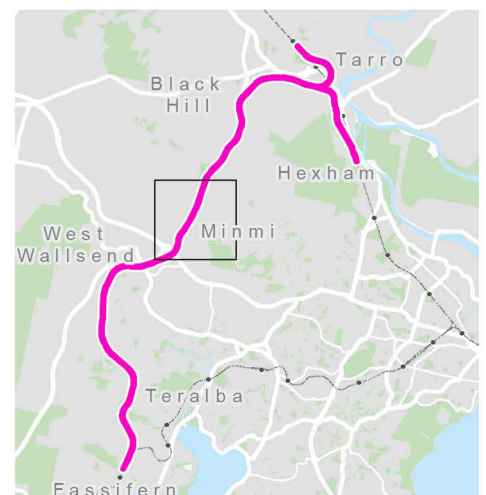 Tarro
Black
Hill
Hexham
West
Wallsend
Minmi
Teralba
Fassifern